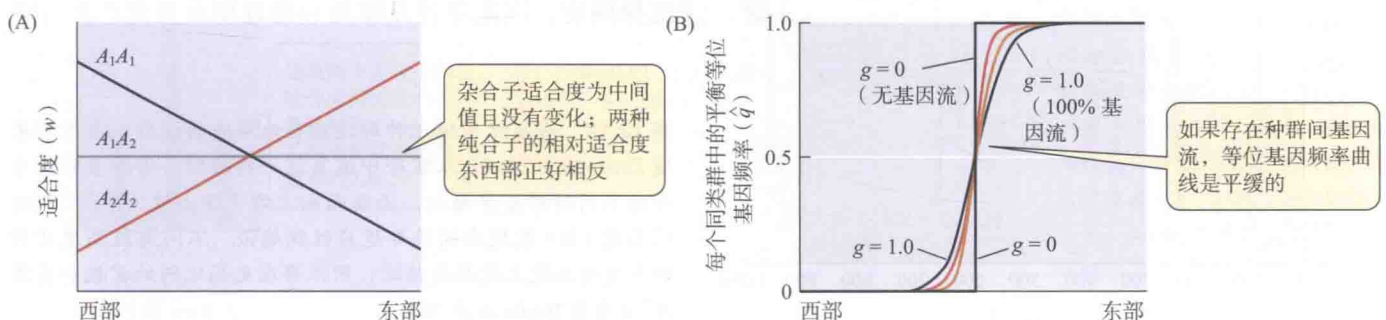 (A)
适合度（w）
A₁A₁
A₁A₂
A₂A₂
西部
东部
杂合子适合度为中间
值且没有变化；两种
纯合子的相对适合度
东西部正好相反
(B)
每个同类群中的平衡等位
基因频率（q̂）
1.0
0.5
0
g = 0
（无基因流）
g = 1.0
（100% 基
因流）
g = 1.0
g = 0
西部
东部
如果存在种群间基因
流，等位基因频率曲
线是平缓的